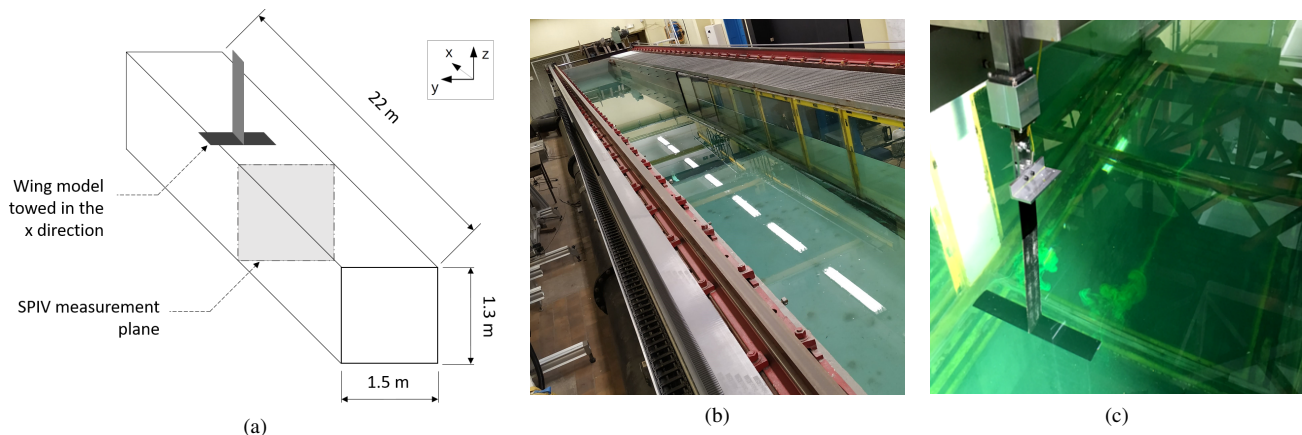 22 m
x
z
y
Wing model
towed in the
x direction
SPIV measurement
plane
1.3 m
1.5 m
(a)
(b)
(c)